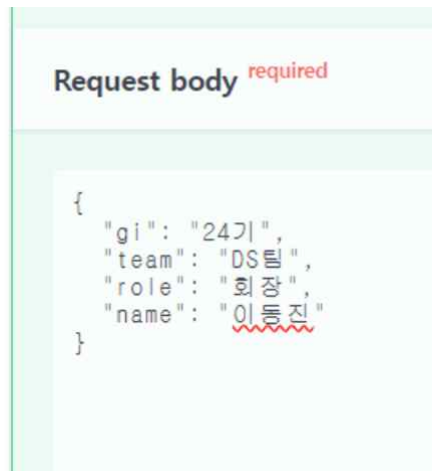 Request body required
{
"gi": "24기",
"team": "DS팀",
"role": "회장",
"name": "이동진"
}